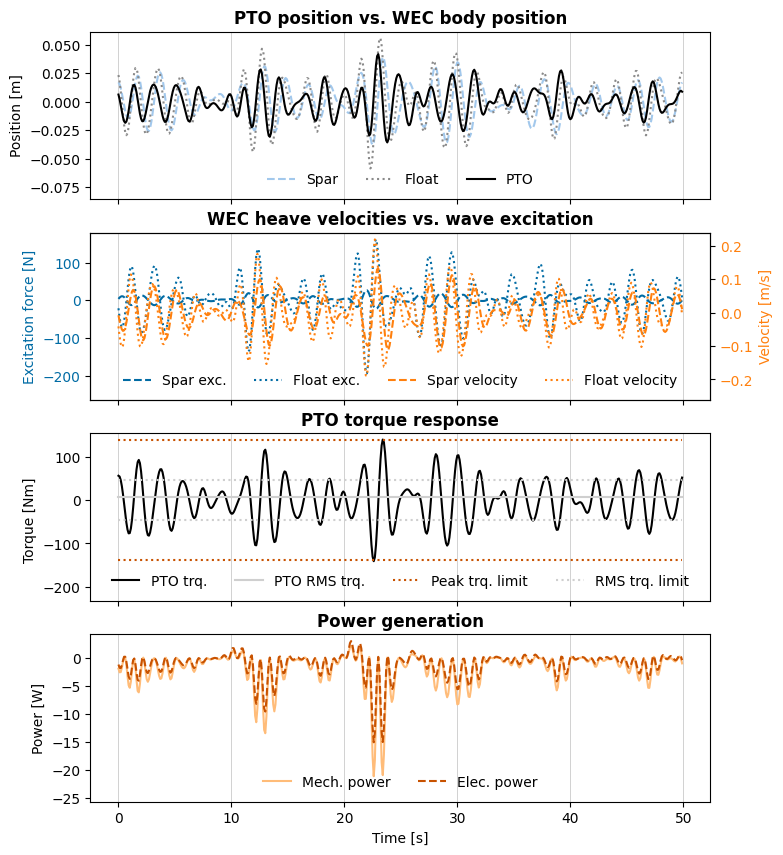 PTO position vs. WEC body position
Position [m]
0.050
0.025
0.000
−0.025
−0.050
−0.075
Spar Float PTO
WEC heave velocities vs. wave excitation
Excitation force [N]
100
0
−100
−200
0.2
0.1
0.0
−0.1
−0.2
Velocity [m/s]
Spar exc. Float exc. Spar velocity Float velocity
PTO torque response
Torque [Nm]
100
0
−100
−200
PTO trq. PTO RMS trq. Peak trq. limit RMS trq. limit
Power generation
Power [W]
0
−5
−10
−15
−20
−25
Mech. power Elec. power
0 10 20 30 40 50
Time [s]